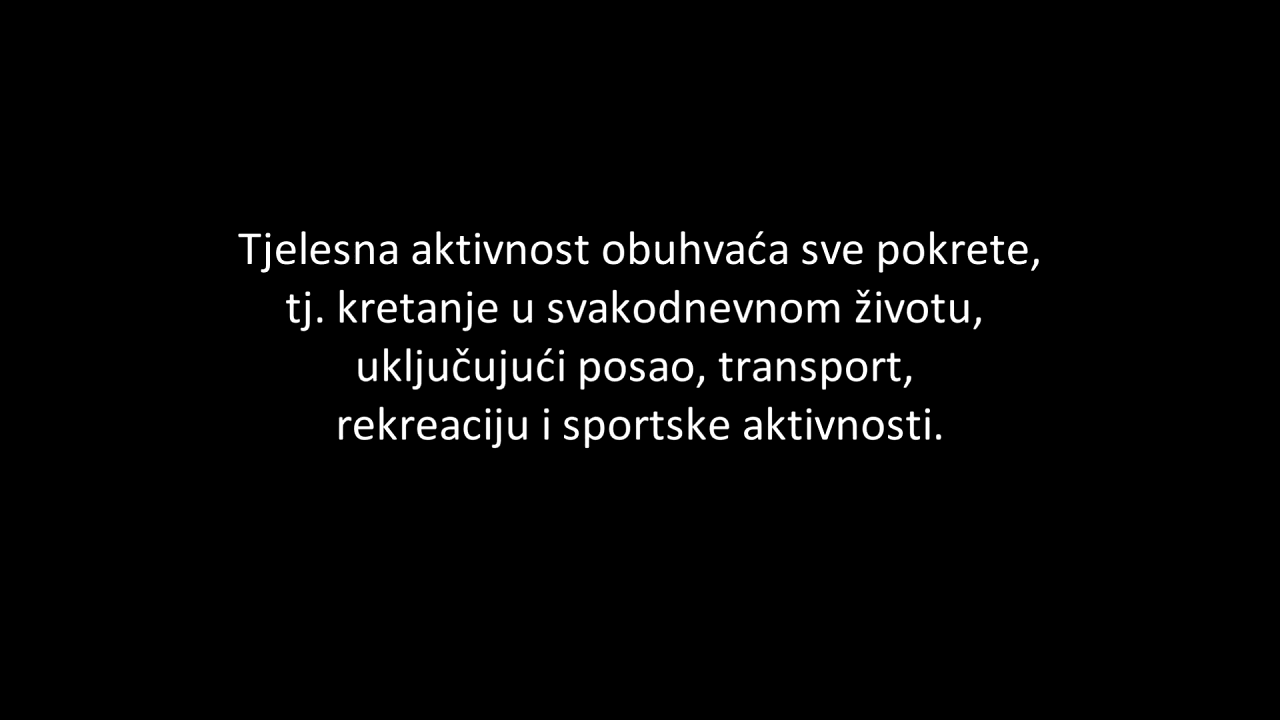 Tjelesna aktivnost obuhvaća sve pokrete,
tj. kretanje u svakodnevnom životu,
uključujući posao, transport,
rekreaciju i sportske aktivnosti.